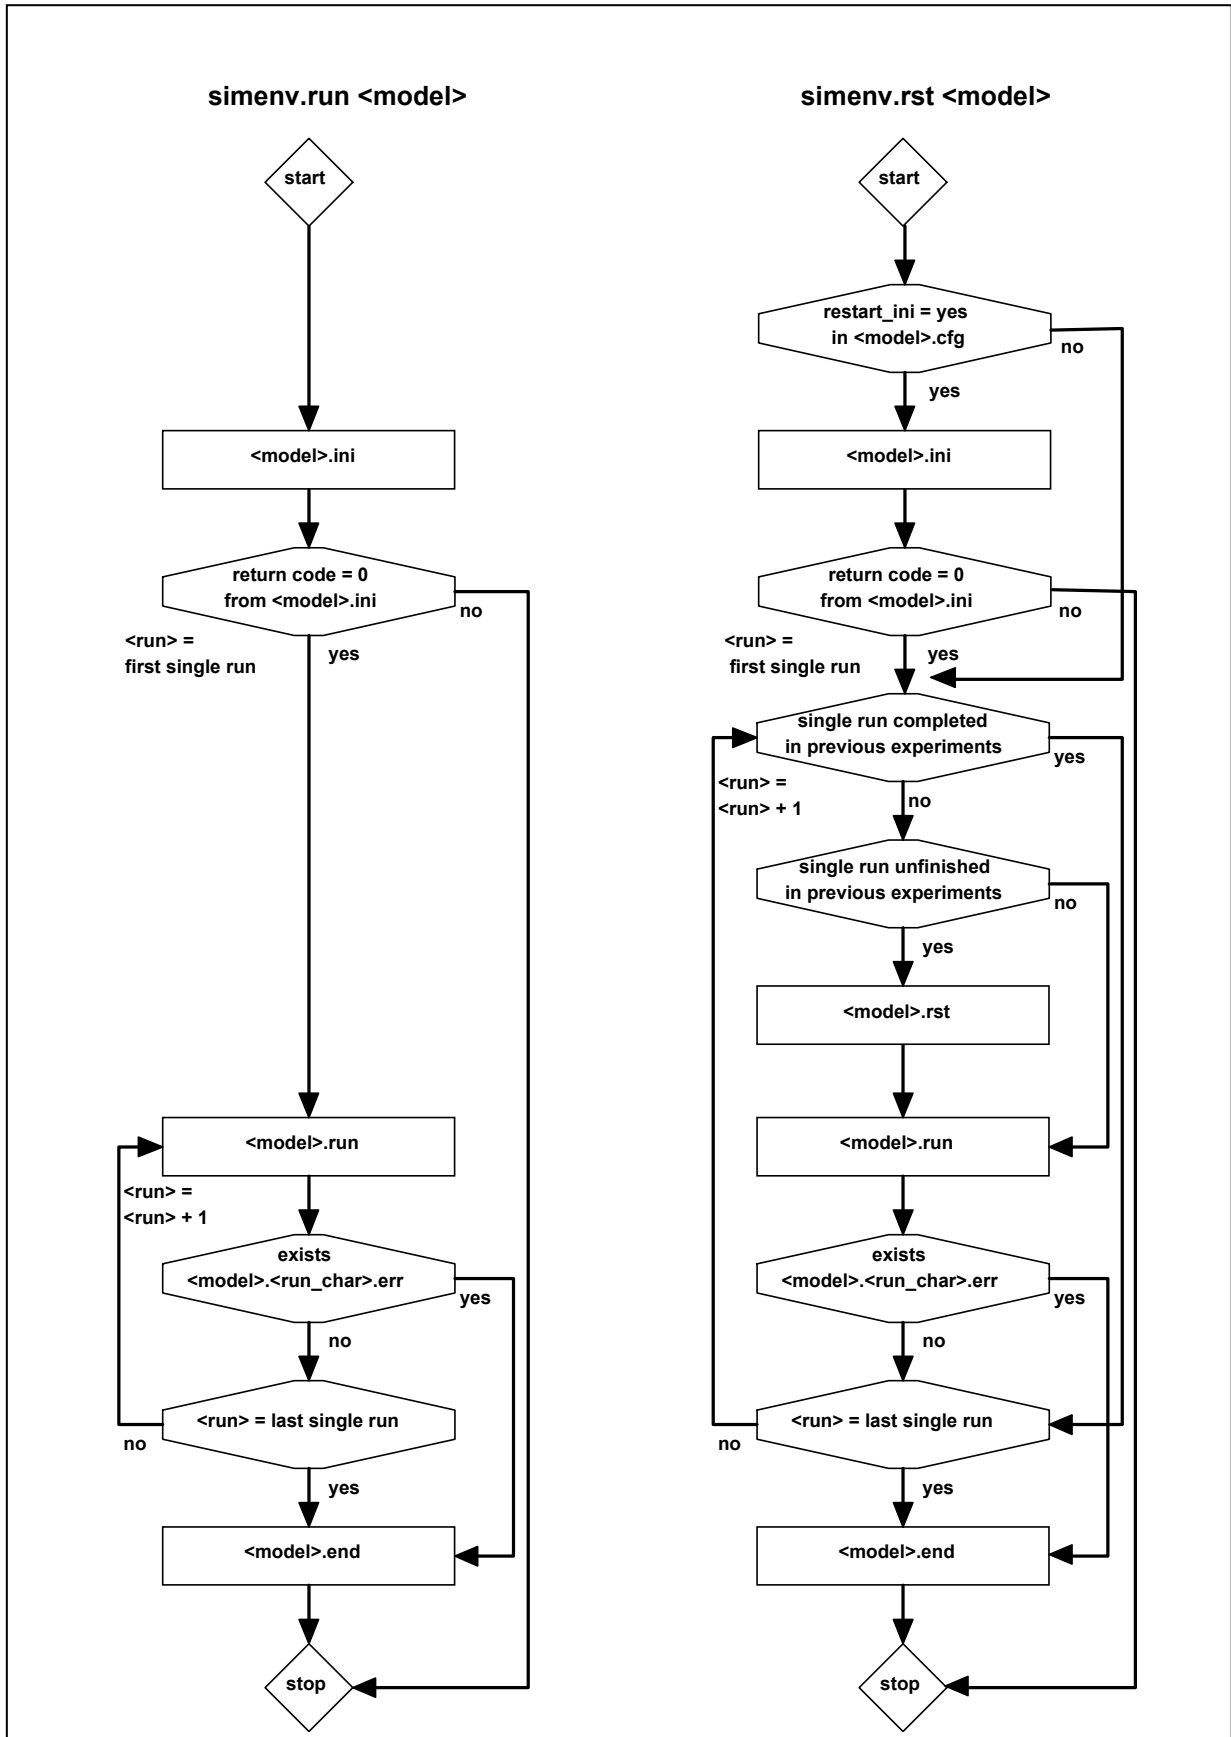 simenv.run <model>
start
<model>.ini
return code = 0
from <model>.ini
no
<run> =
first single run
yes
<model>.run
<run> =
<run> + 1
exists
<model>.<run_char>.err
yes
no
<run> = last single run
no
yes
<model>.end
stop
simenv.rst <model>
start
restart_ini = yes
in <model>.cfg
no
yes
<model>.ini
return code = 0
from <model>.ini
no
<run> =
first single run
yes
single run completed
in previous experiments
yes
<run> =
<run> + 1
no
single run unfinished
in previous experiments
no
yes
<model>.rst
<model>.run
exists
<model>.<run_char>.err
yes
no
<run> = last single run
no
yes
<model>.end
stop